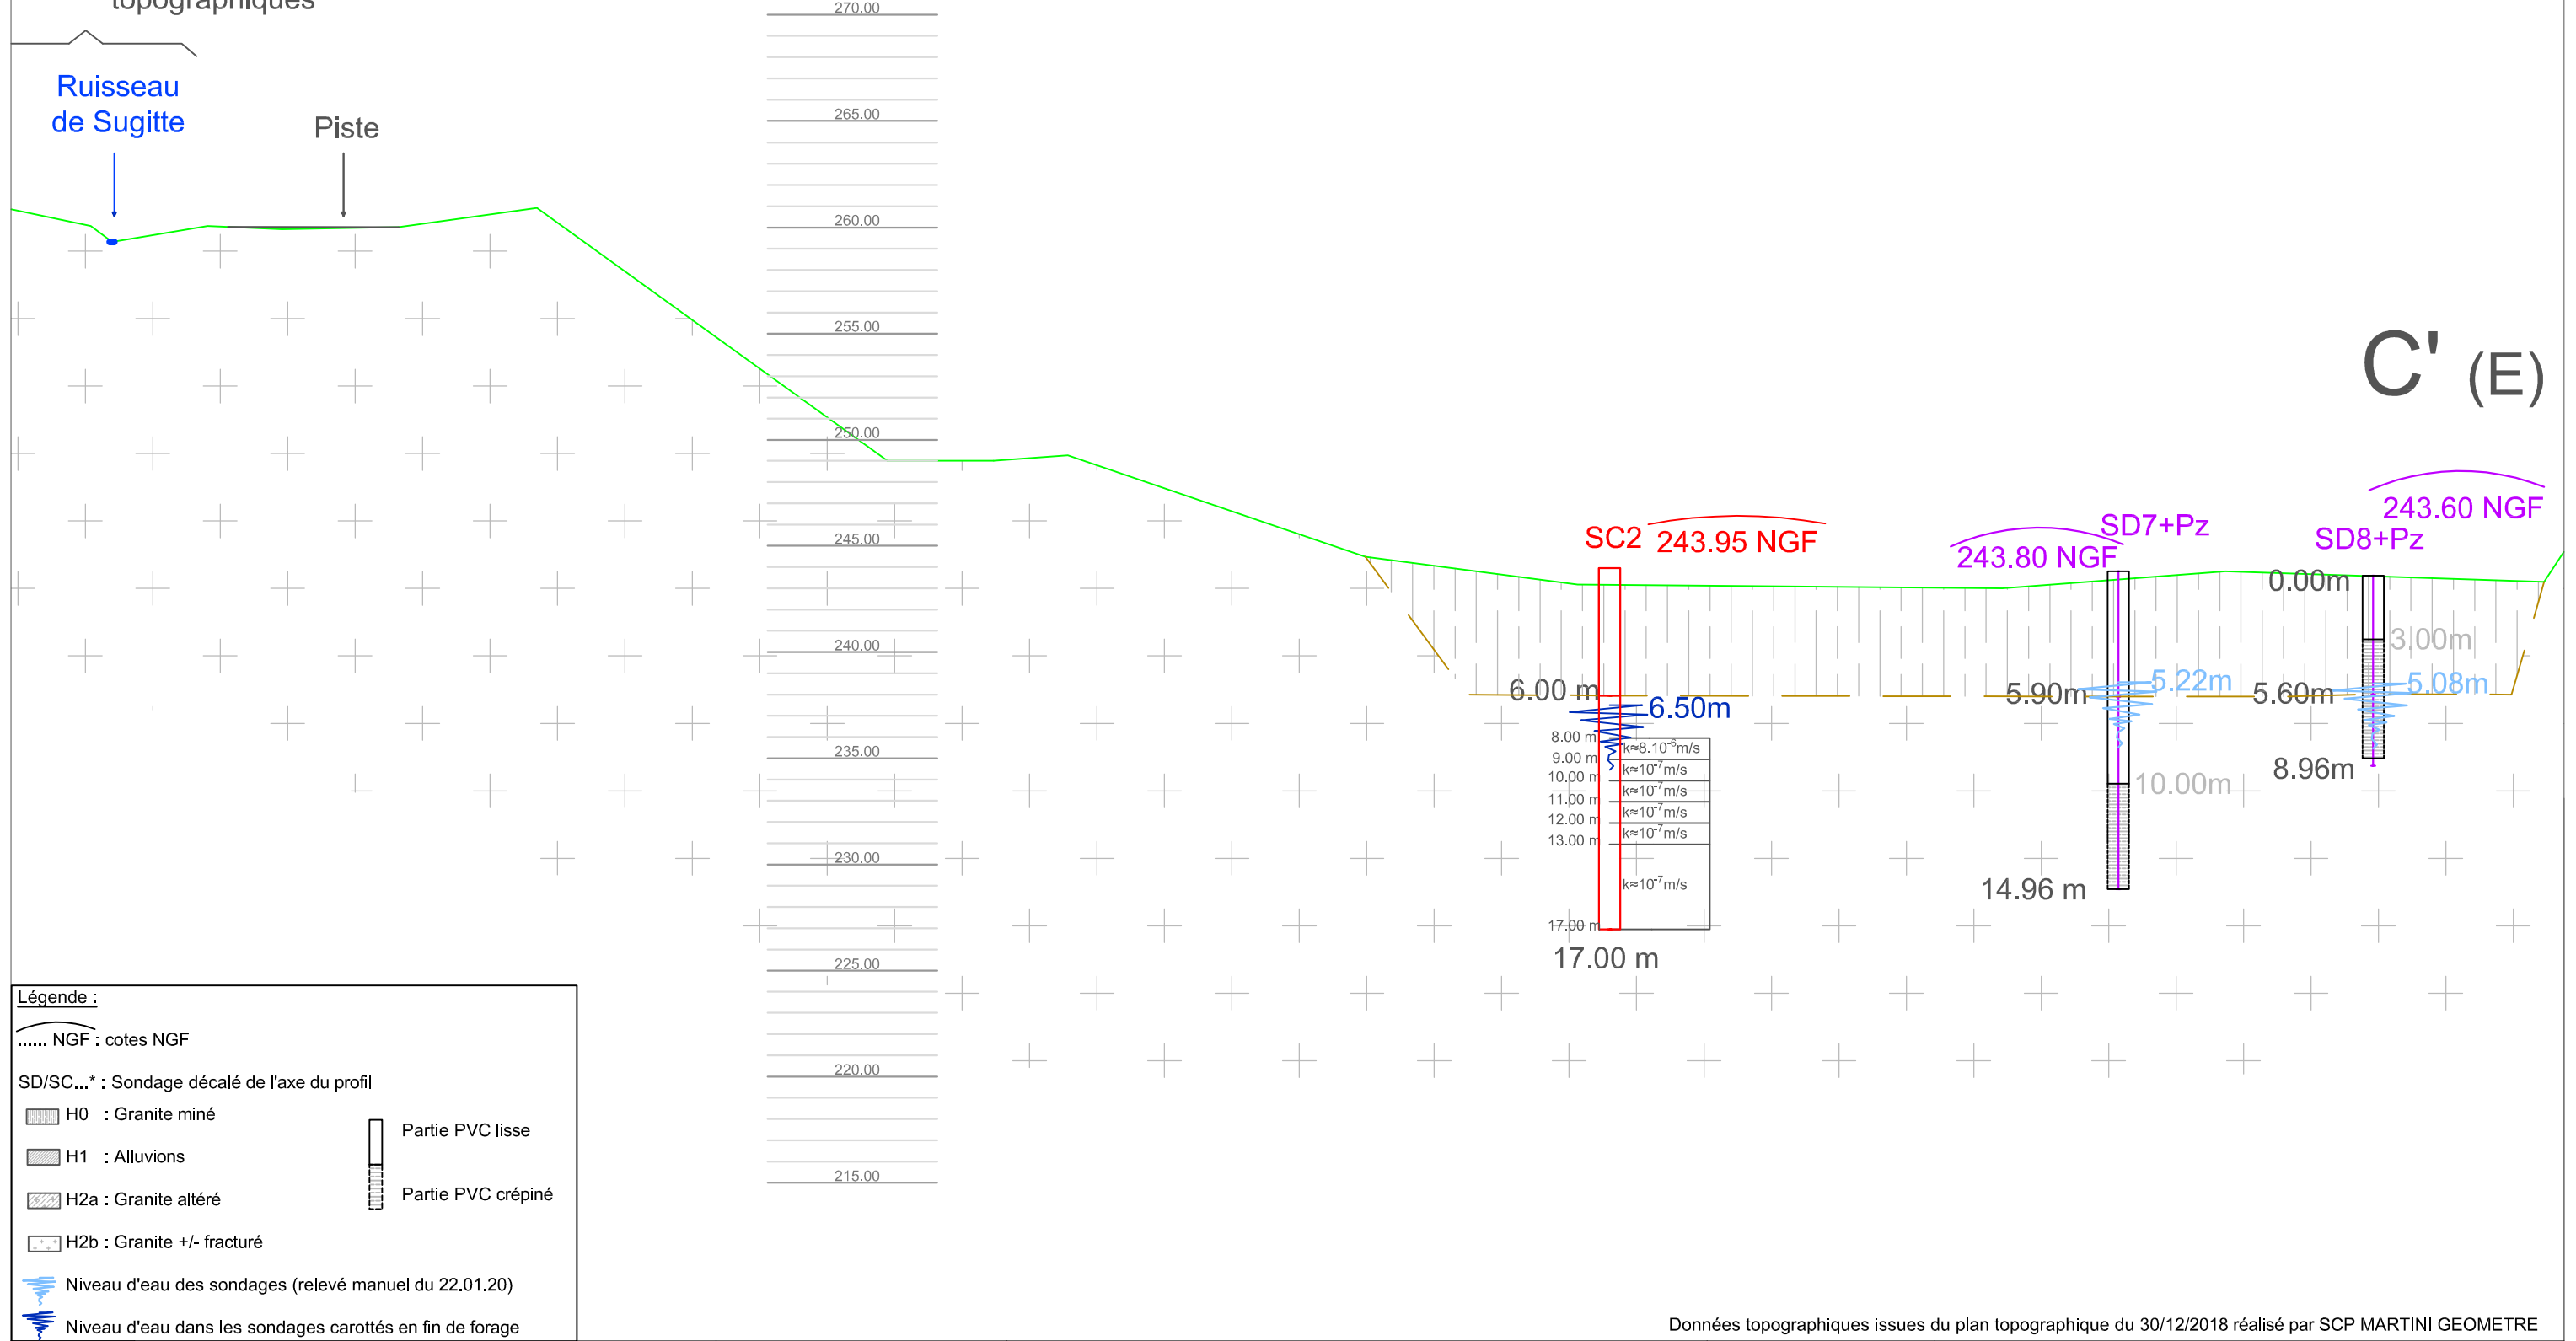 topographiques
Ruisseau
de Sugitte
Piste
270.00
265.00
260.00
255.00
250.00
245.00
240.00
235.00
230.00
225.00
220.00
215.00
C' (E)
SC2 243.95 NGF
243.80 NGF
SD7+Pz
243.60 NGF
SD8+Pz
0.00m
3.00m
6.00 m
6.50m
5.90m
5.22m
5.60m
5.08m
8.00 m
k≈8.10⁻⁶m/s
9.00 m
k≈10⁻⁷m/s
10.00 m
k≈10⁻⁷m/s
11.00 m
k≈10⁻⁷m/s
12.00 m
k≈10⁻⁷m/s
13.00 m
k≈10⁻⁷m/s
17.00 m
17.00 m
10.00m
14.96 m
8.96m
Légende :
...... NGF : cotes NGF
SD/SC...* : Sondage décalé de l'axe du profil
H0 : Granite miné
H1 : Alluvions
H2a : Granite altéré
H2b : Granite +/- fracturé
Partie PVC lisse
Partie PVC crépiné
Niveau d'eau des sondages (relevé manuel du 22.01.20)
Niveau d'eau dans les sondages carottés en fin de forage
Données topographiques issues du plan topographique du 30/12/2018 réalisé par SCP MARTINI GEOMETRE